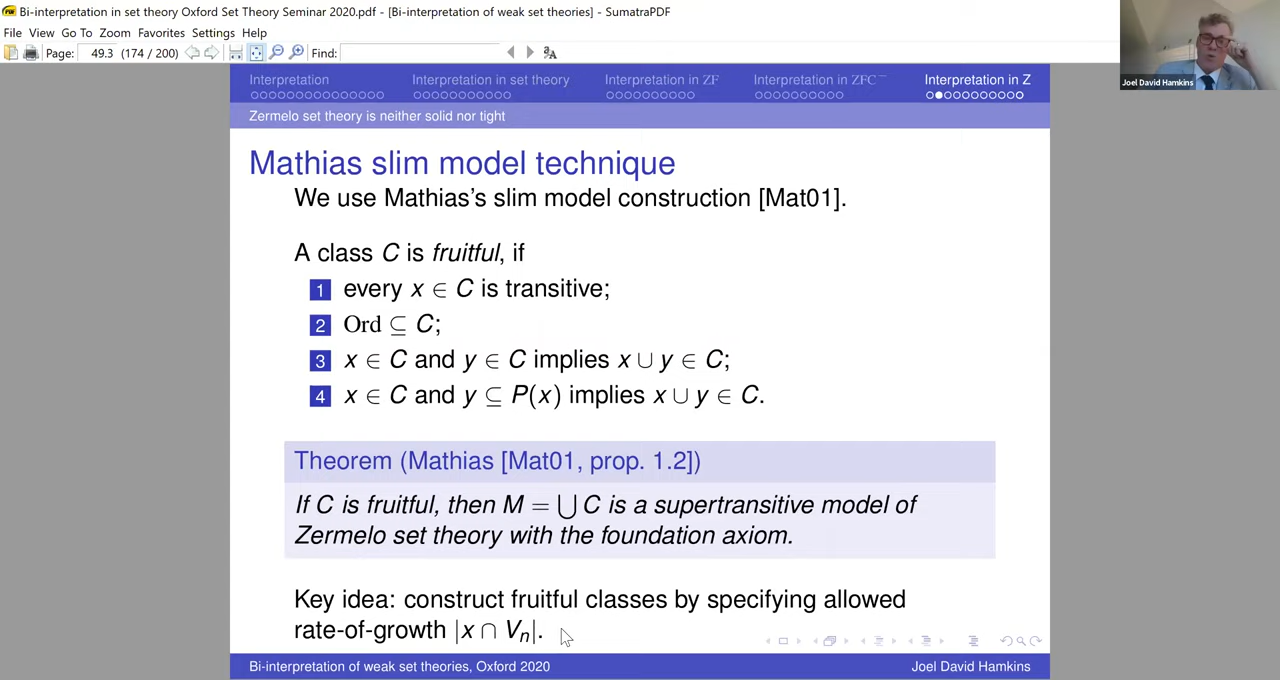 Bi-interpretation in set theory Oxford Set Theory Seminar 2020.pdf - [Bi-interpretation of weak set theories] - SumatraPDF
File View Go To Zoom Favorites Settings Help
Page: 49.3 (174 / 200) Find:
Joel David Hamkins
Interpretation Interpretation in set theory Interpretation in ZF Interpretation in ZFC⁻ Interpretation in Z
Zermelo set theory is neither solid nor tight
Mathias slim model technique
We use Mathias's slim model construction [Mat01].
A class C is fruitful, if
1 every x ∈ C is transitive;
2 Ord ⊆ C;
3 x ∈ C and y ∈ C implies x ∪ y ∈ C;
4 x ∈ C and y ⊆ P(x) implies x ∪ y ∈ C.
Theorem (Mathias [Mat01, prop. 1.2])
If C is fruitful, then M = ⋃ C is a supertransitive model of
Zermelo set theory with the foundation axiom.
Key idea: construct fruitful classes by specifying allowed
rate-of-growth |x ∩ Vₙ|.
Bi-interpretation of weak set theories, Oxford 2020 Joel David Hamkins